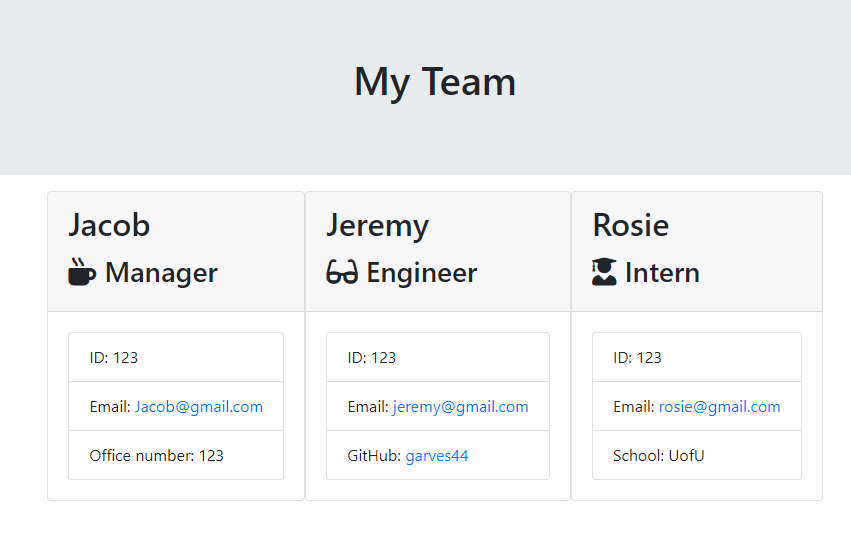 My Team
Jacob
Manager
ID: 123
Email: Jacob@gmail.com
Office number: 123
Jeremy
Engineer
ID: 123
Email: jeremy@gmail.com
GitHub: garves44
Rosie
Intern
ID: 123
Email: rosie@gmail.com
School: UofU